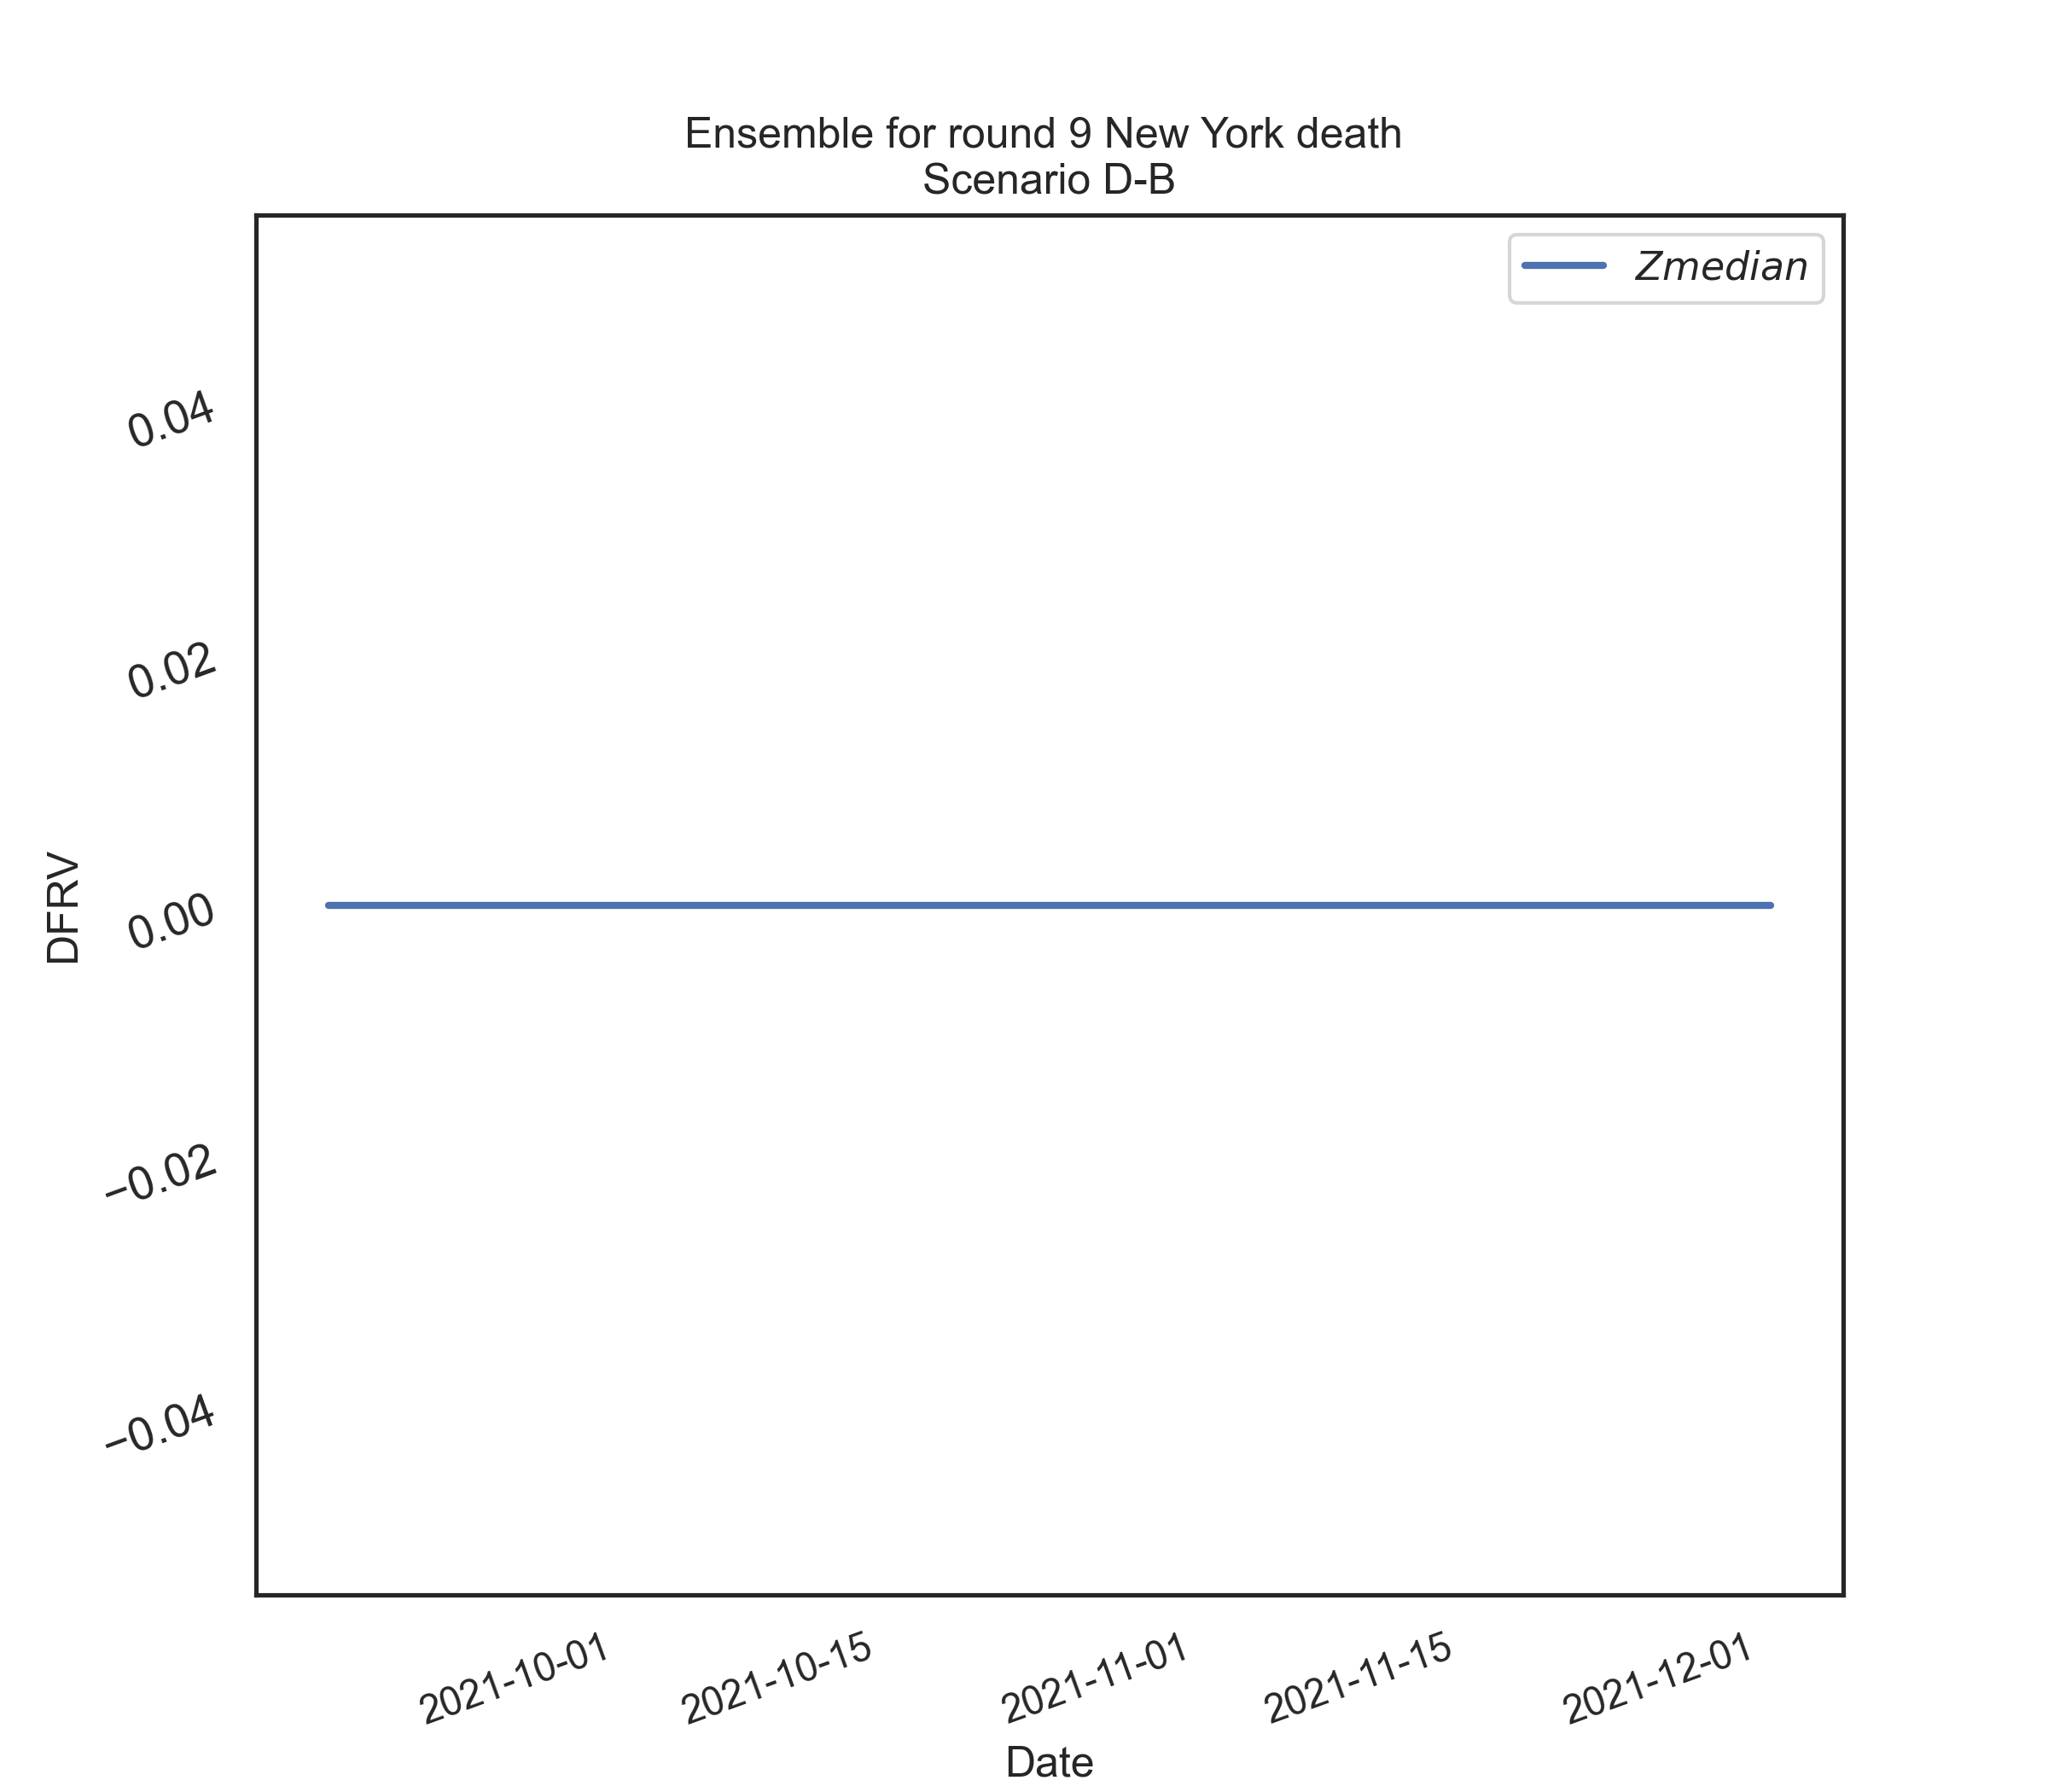 Ensemble for round 9 New York death
Scenario D-B
Zmedian
0.04
0.02
0.00
−0.02
−0.04
DFRV
2021-10-01
2021-10-15
2021-11-01
2021-11-15
2021-12-01
Date